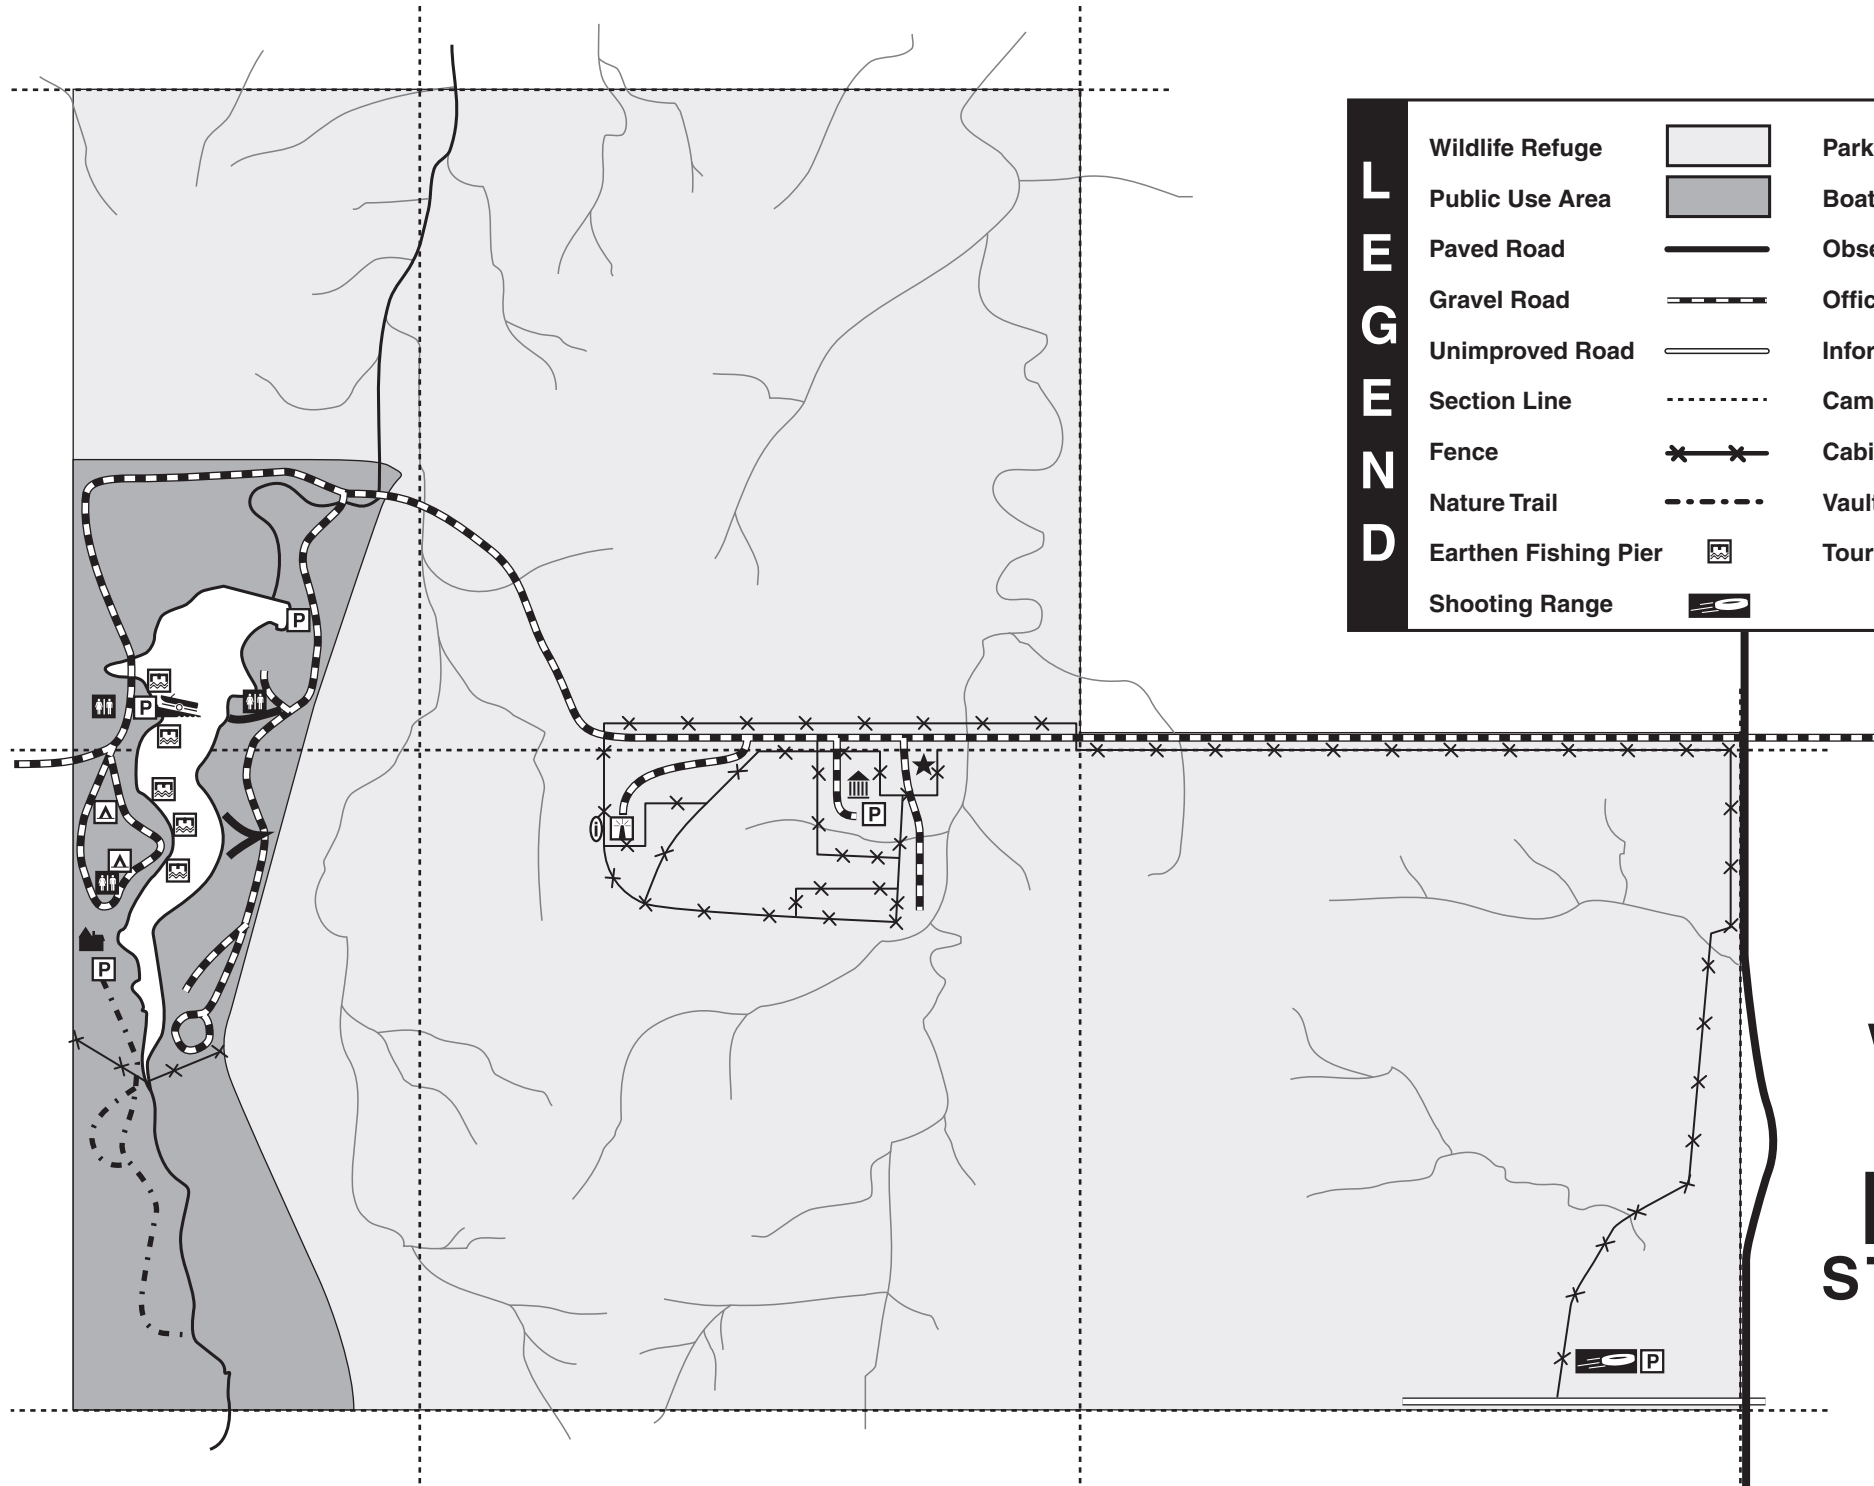 L
E
G
E
N
D
Wildlife Refuge
Public Use Area
Paved Road
Gravel Road
Unimproved Road
Section Line
Fence
Nature Trail
Earthen Fishing Pier
Shooting Range
Park
Boat
Obse
Offic
Infor
Cam
Cabi
Vault
Tour
P
P
P
i
P
P
S